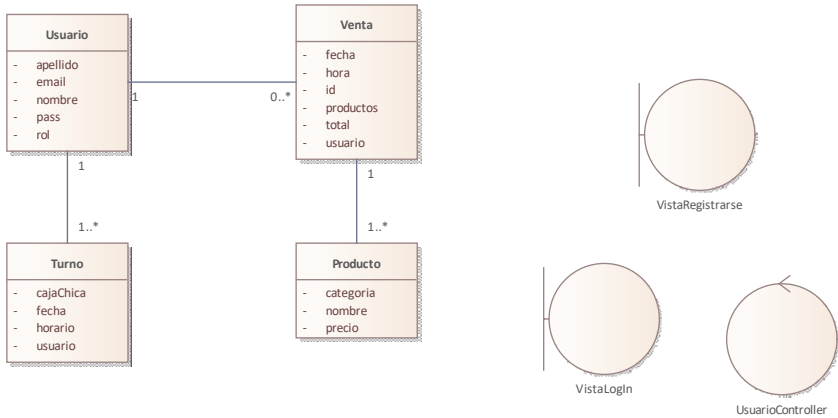 Usuario
- apellido
- email
- nombre
- pass
- rol
1
0..*
Venta
- fecha
- hora
- id
- productos
- total
- usuario
1
1..*
Turno
- cajaChica
- fecha
- horario
- usuario
1
1..*
Producto
- categoria
- nombre
- precio
VistaRegistrarse
VistaLogIn
UsuarioController